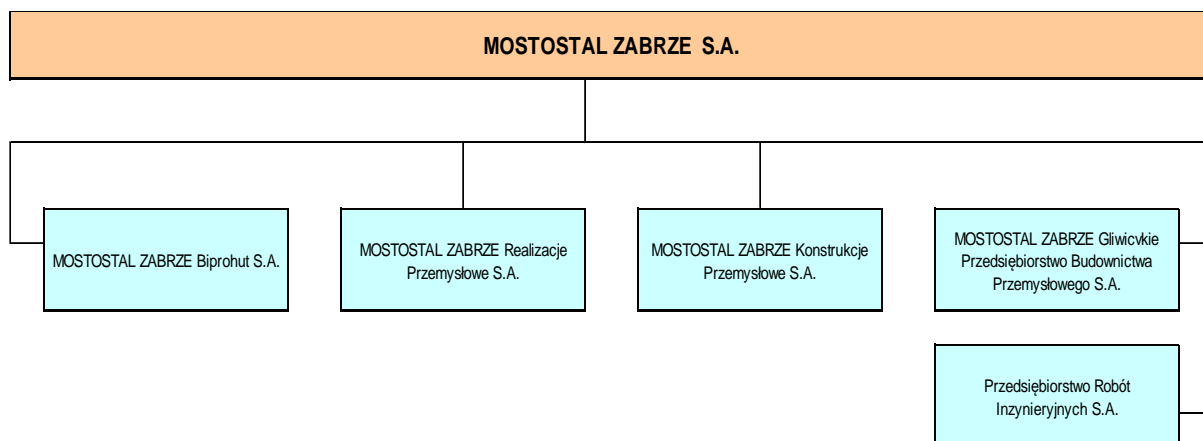 MOSTOSTAL ZABRZE S.A.
MOSTOSTAL ZABRZE Biprohut S.A.
MOSTOSTAL ZABRZE Realizacje
Przemysłowe S.A.
MOSTOSTAL ZABRZE Konstrukcje
Przemysłowe S.A.
MOSTOSTAL ZABRZE Gliwicvkie
Przedsiębiorstwo Budownictwa
Przemysłowego S.A.
Przedsiębiorstwo Robót
Inzynieryjnych S.A.